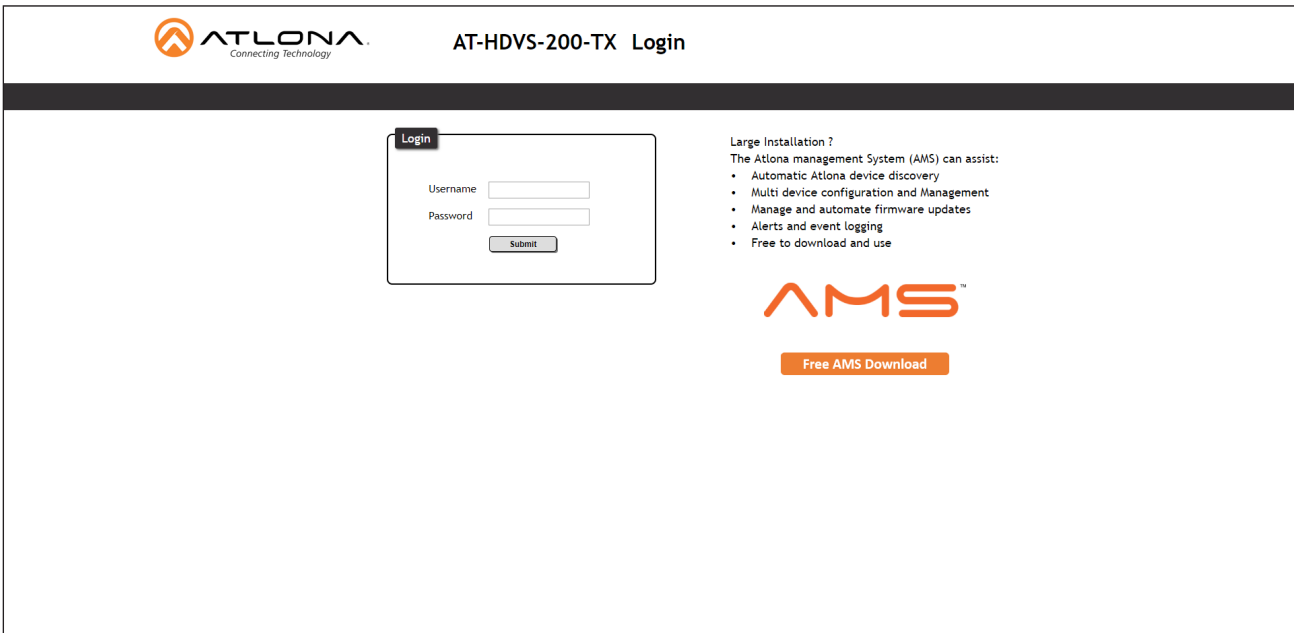 ATLONA.
Connecting Technology
AT-HDVS-200-TX Login
Login
Username
Password
Submit
Large Installation ?
The Atlona management System (AMS) can assist:
• Automatic Atlona device discovery
• Multi device configuration and Management
• Manage and automate firmware updates
• Alerts and event logging
• Free to download and use
AMS™
Free AMS Download